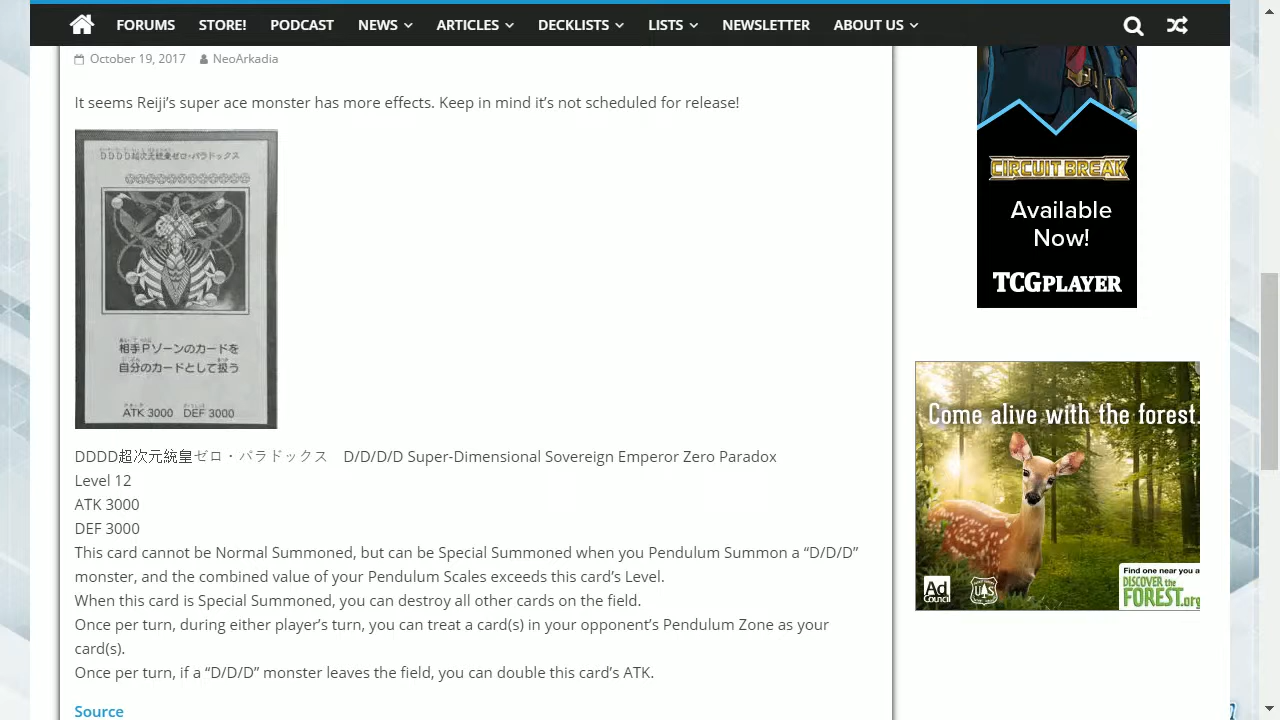 FORUMS STORE! PODCAST NEWS ARTICLES DECKLISTS LISTS NEWSLETTER ABOUT US
October 19, 2017 NeoArkadia
It seems Reiji’s super ace monster has more effects. Keep in mind it’s not scheduled for release!
DDDD超次元統皇ゼロ・パラドックス
相手Pゾーンのカードを
自分のカードとして扱う
ATK 3000 DEF 3000
DDDD超次元統皇ゼロ・パラドックス D/D/D/D Super-Dimensional Sovereign Emperor Zero Paradox
Level 12
ATK 3000
DEF 3000
This card cannot be Normal Summoned, but can be Special Summoned when you Pendulum Summon a “D/D/D”
monster, and the combined value of your Pendulum Scales exceeds this card’s Level.
When this card is Special Summoned, you can destroy all other cards on the field.
Once per turn, during either player’s turn, you can treat a card(s) in your opponent’s Pendulum Zone as your
card(s).
Once per turn, if a “D/D/D” monster leaves the field, you can double this card’s ATK.
Source
CIRCUIT BREAK
Available
Now!
TCGPLAYER
Come alive with the forest.
Find one near you a
Ad
Council
U S
DISCOVER the
FOREST.org